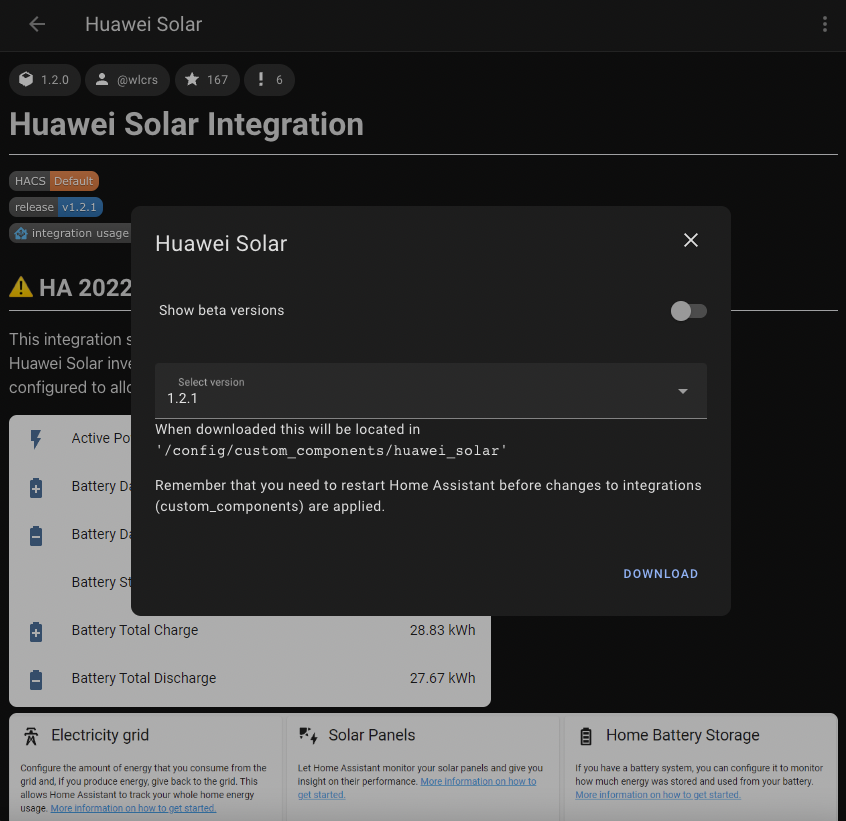 Huawei Solar
1.2.0 @wlcrs 167 6
Huawei Solar Integration
HACS Default
release v1.2.1
integration usage
HA 2022
This integration
Huawei Solar
configured to
Huawei Solar
Show beta versions
Select version
1.2.1
When downloaded this will be located in
'/config/custom_components/huawei_solar'
Remember that you need to restart Home Assistant before changes to integrations
(custom_components) are applied.
DOWNLOAD
Active
Battery
Battery
Battery
Battery Total Charge 28.83 kWh
Battery Total Discharge 27.67 kWh
Electricity grid
Configure the amount of energy that you consume from the
grid and, if you produce energy, give back to the grid. This
allows Home Assistant to track your whole home energy
usage. More information on how to get started.
Solar Panels
Let Home Assistant monitor your solar panels and give you
insight on their performance. More information on how to
get started.
Home Battery Storage
If you have a battery system, you can configure it to monitor
how much energy was stored and used from your battery.
More information on how to get started.